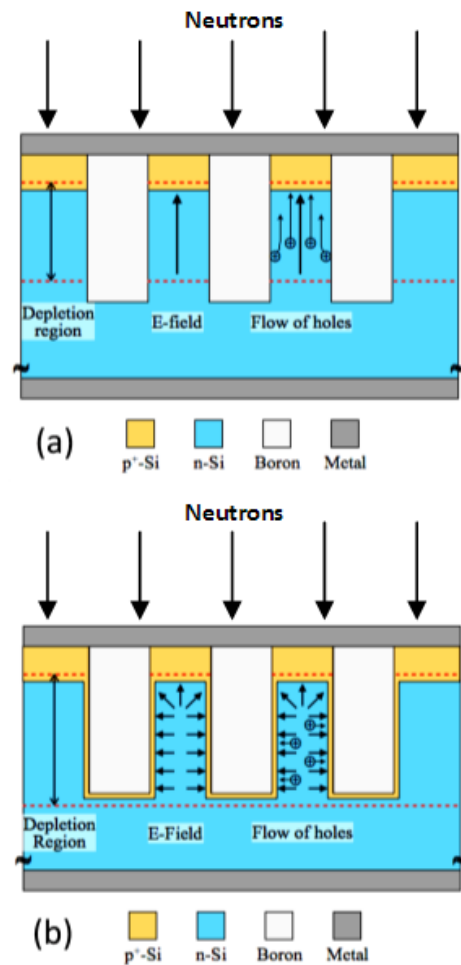 Neutrons
Depletion
region
E-field
Flow of holes
(a)
p⁺-Si
n-Si
Boron
Metal
Neutrons
Depletion
Region
E-Field
Flow of holes
(b)
p⁺-Si
n-Si
Boron
Metal